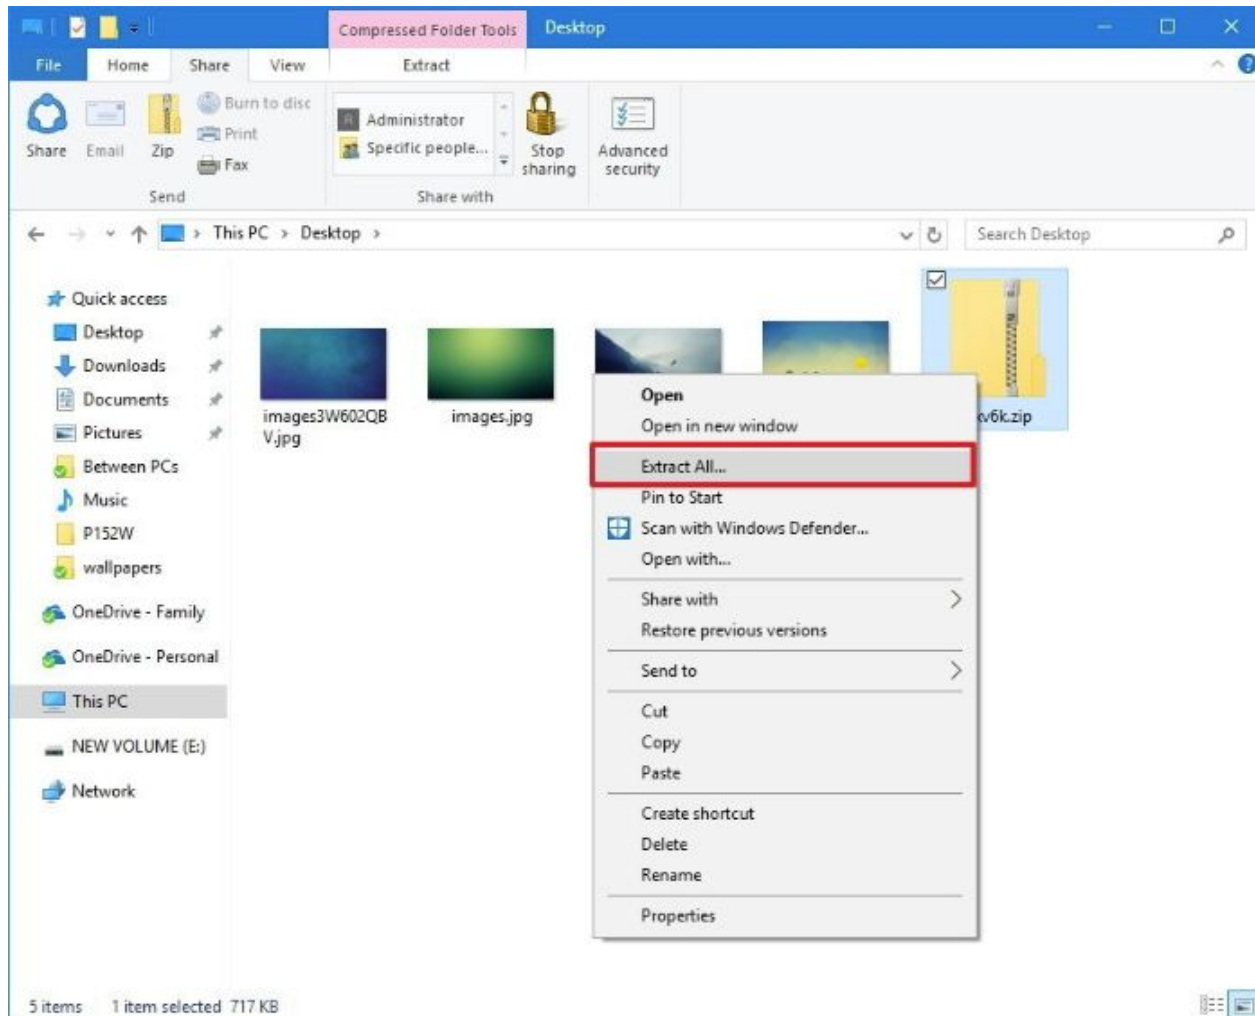 Compressed Folder Tools
Desktop
File
Home
Share
View
Extract
Share
Email
Zip
Burn to disc
Print
Fax
Send
Administrator
Specific people...
Share with
Stop
sharing
Advanced
security
This PC
Desktop
Search Desktop
Quick access
Desktop
Downloads
Documents
Pictures
Between PCs
Music
P152W
wallpapers
OneDrive - Family
OneDrive - Personal
This PC
NEW VOLUME (E:)
Network
images3W602QB
V.jpg
images.jpg
Open
Open in new window
Extract All...
Pin to Start
Scan with Windows Defender...
Open with...
Share with
Restore previous versions
Send to
Cut
Copy
Paste
Create shortcut
Delete
Rename
Properties
5 items
1 item selected 717 KB